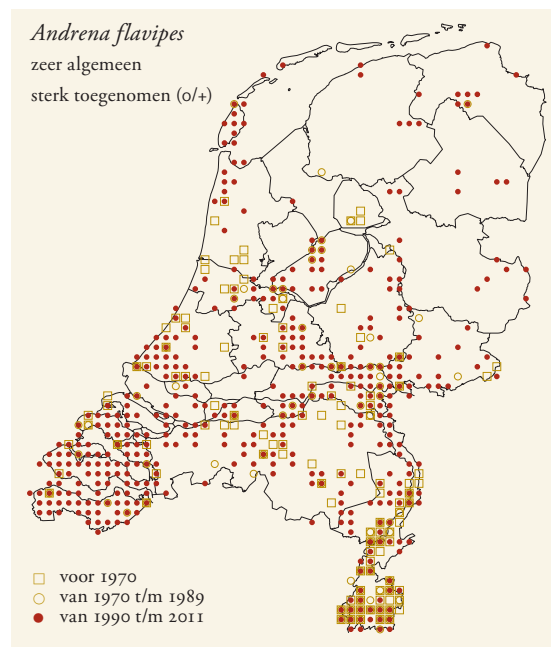 Andrena flavipes
zeer algemeen
sterk toegenomen (0/+)
voor 1970
van 1970 t/m 1989
van 1990 t/m 2011